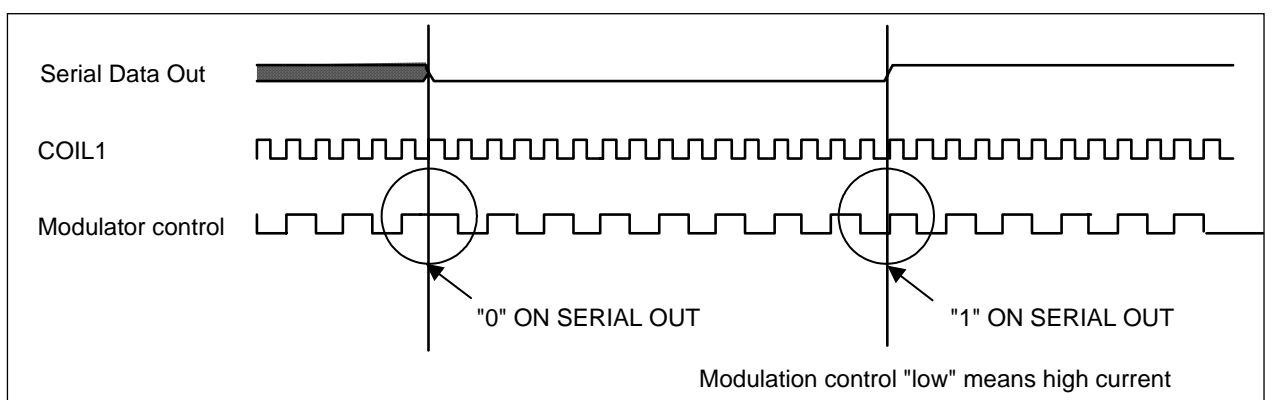 Serial Data Out
COIL1
Modulator control
"0" ON SERIAL OUT
"1" ON SERIAL OUT
Modulation control "low" means high current